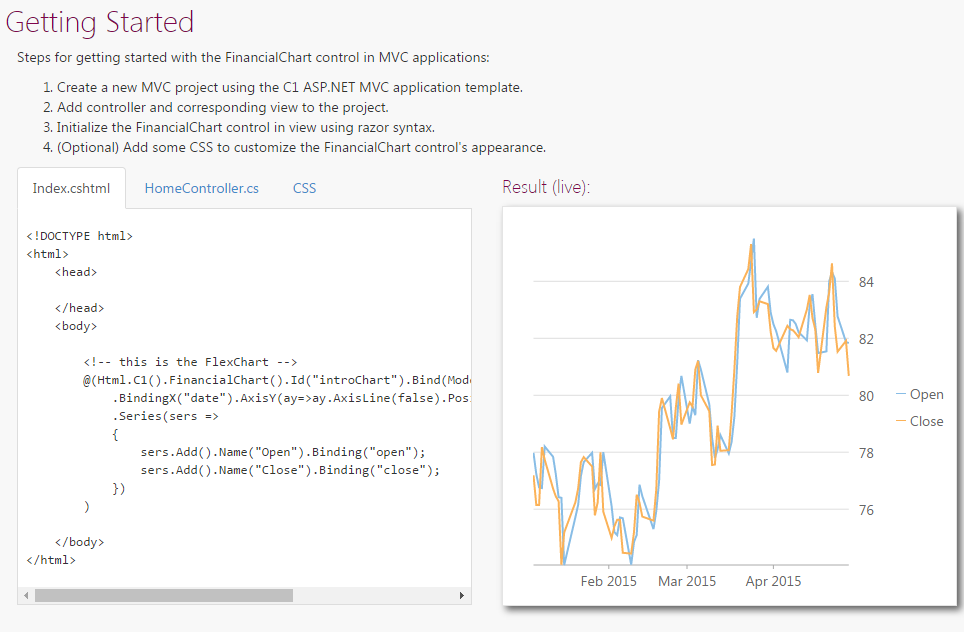 Getting Started
Steps for getting started with the FinancialChart control in MVC applications:
1. Create a new MVC project using the C1 ASP.NET MVC application template.
2. Add controller and corresponding view to the project.
3. Initialize the FinancialChart control in view using razor syntax.
4. (Optional) Add some CSS to customize the FinancialChart control's appearance.
Index.cshtml HomeController.cs CSS
<!DOCTYPE html>
<html>
<head>
</head>
<body>
<!-- this is the FlexChart -->
@(Html.C1().FinancialChart().Id("introChart").Bind(Mode
.BindingX("date").AxisY(ay=>ay.AxisLine(false).Posi
.Series(sers =>
{
sers.Add().Name("Open").Binding("open");
sers.Add().Name("Close").Binding("close");
})
)
</body>
</html>
Result (live):
84
82
80
78
76
Feb 2015 Mar 2015 Apr 2015
Open
Close